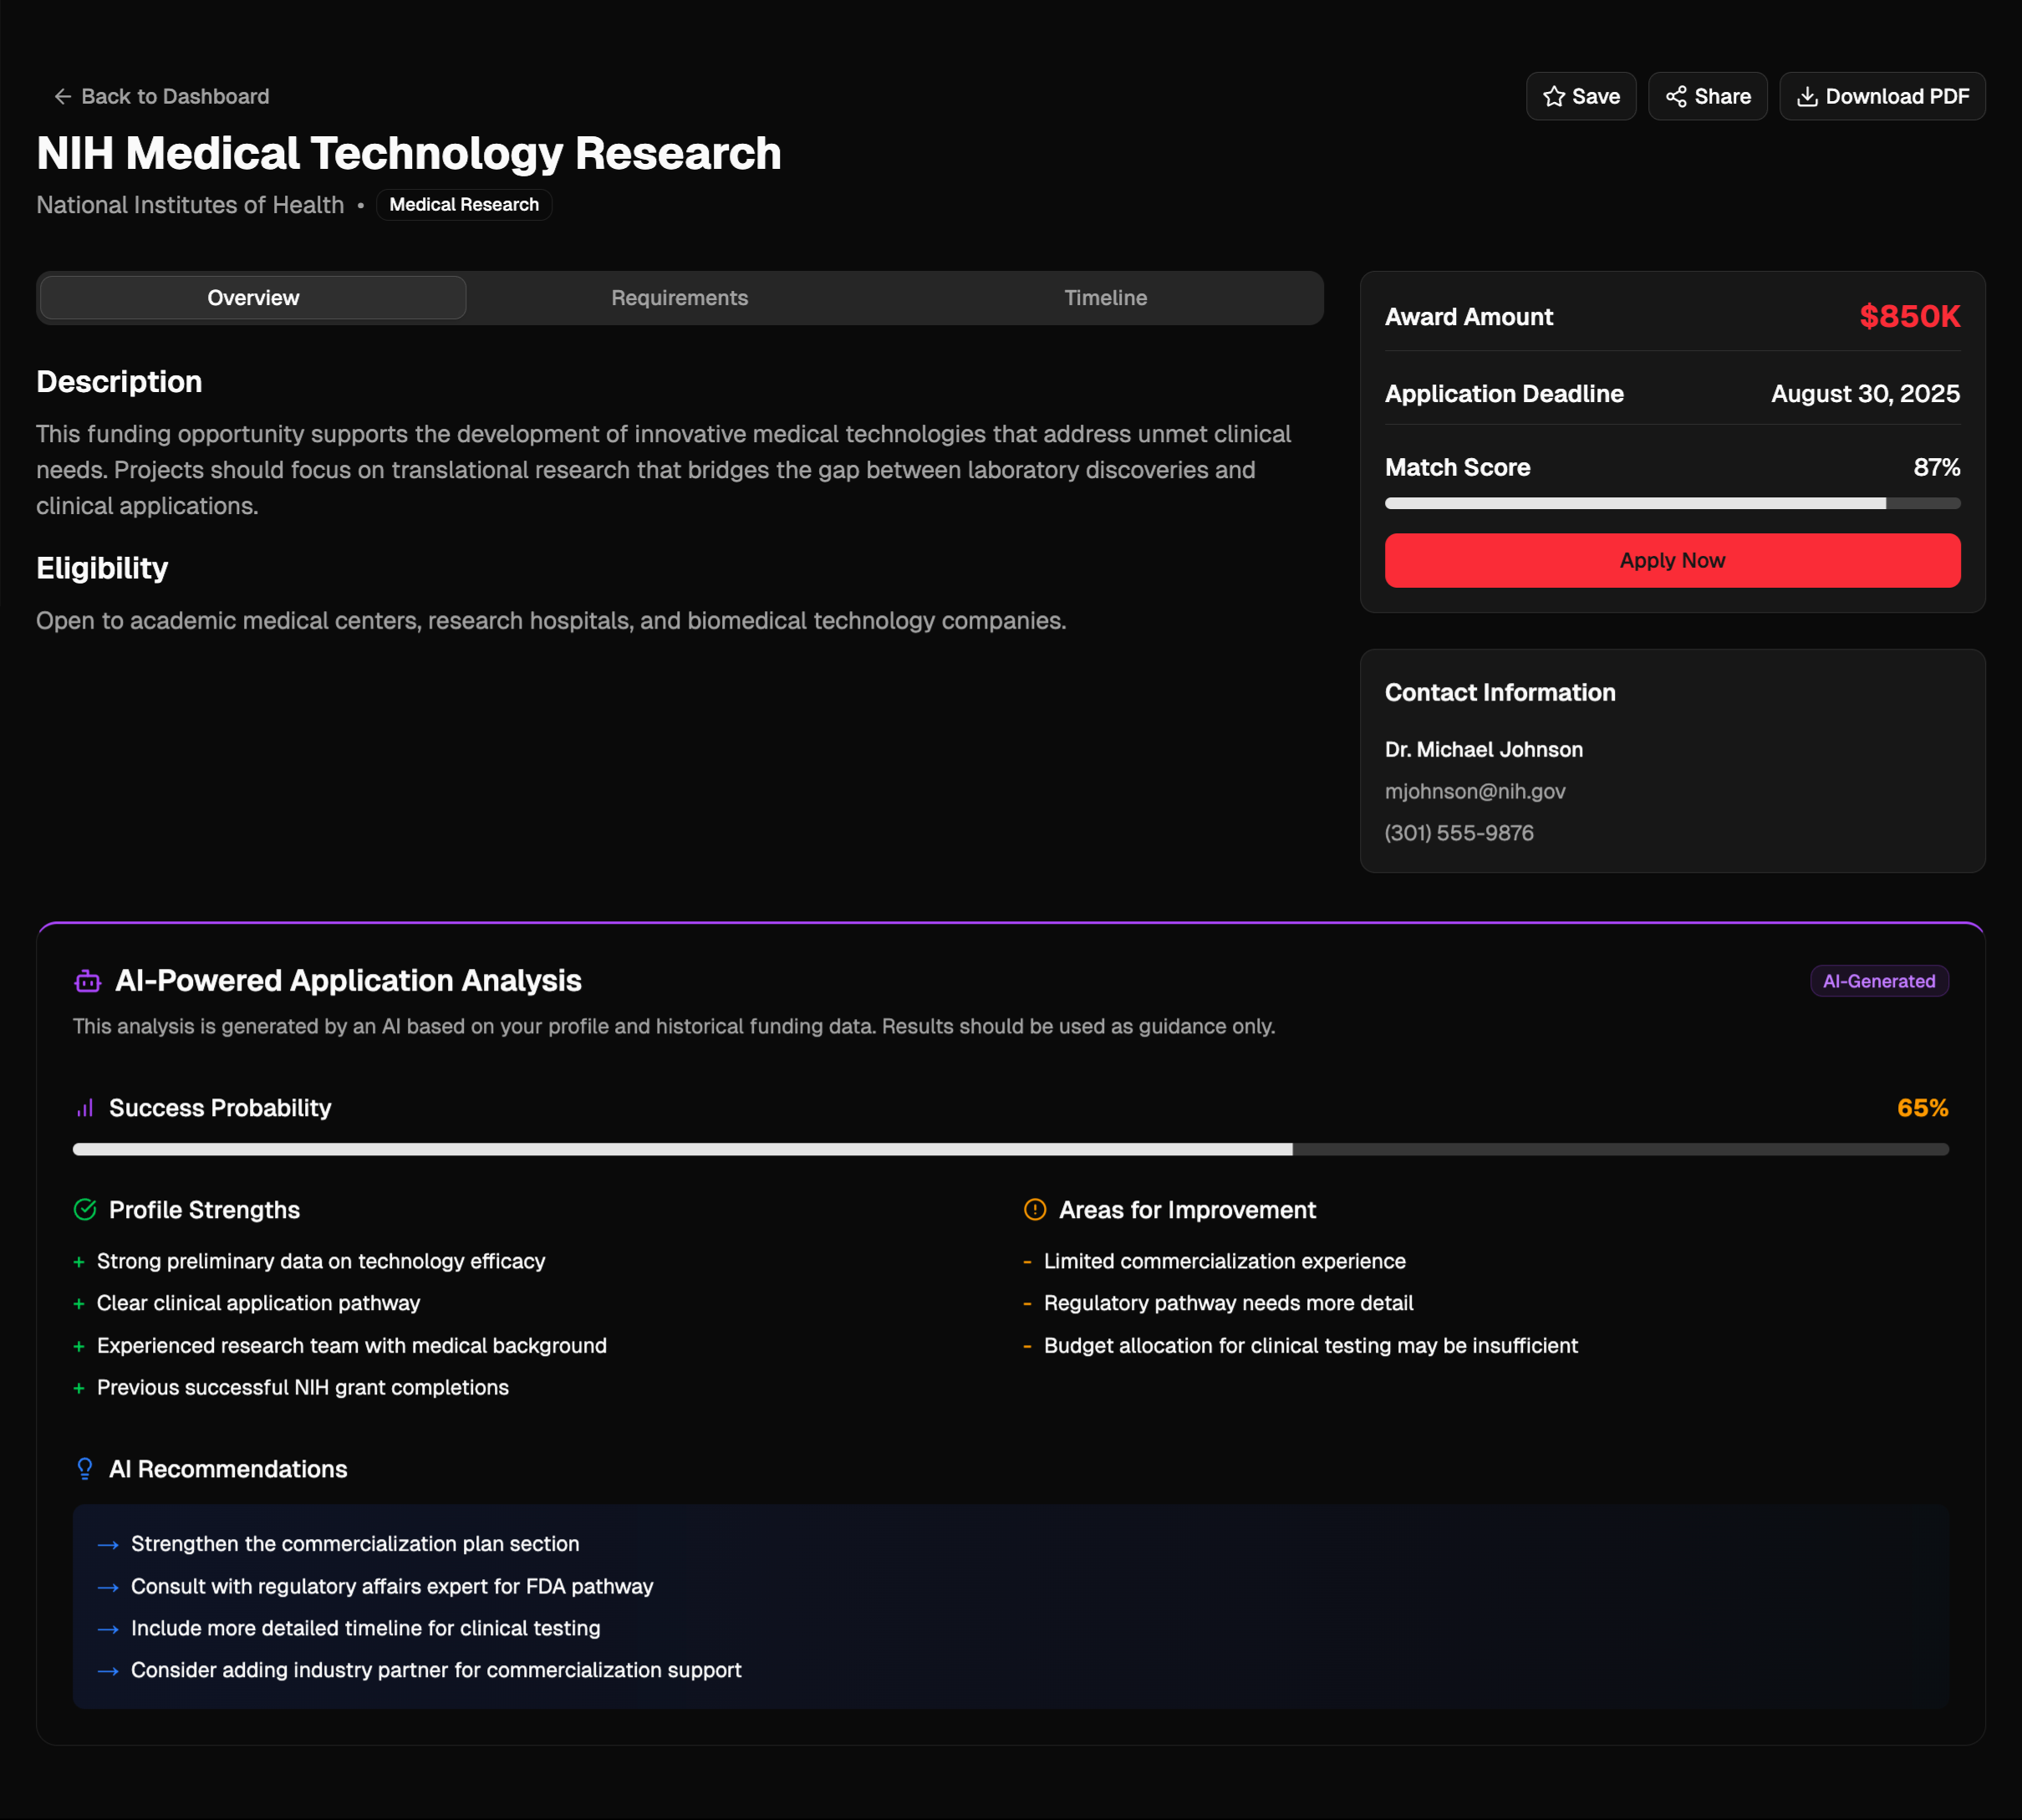 Back to Dashboard
Save
Share
Download PDF
NIH Medical Technology Research
National Institutes of Health • Medical Research
Overview
Requirements
Timeline
Description
This funding opportunity supports the development of innovative medical technologies that address unmet clinical
needs. Projects should focus on translational research that bridges the gap between laboratory discoveries and
clinical applications.
Eligibility
Open to academic medical centers, research hospitals, and biomedical technology companies.
Award Amount $850K
Application Deadline August 30, 2025
Match Score 87%
Apply Now
Contact Information
Dr. Michael Johnson
mjohnson@nih.gov
(301) 555-9876
AI-Powered Application Analysis
AI-Generated
This analysis is generated by an AI based on your profile and historical funding data. Results should be used as guidance only.
Success Probability 65%
Profile Strengths
+ Strong preliminary data on technology efficacy
+ Clear clinical application pathway
+ Experienced research team with medical background
+ Previous successful NIH grant completions
Areas for Improvement
- Limited commercialization experience
- Regulatory pathway needs more detail
- Budget allocation for clinical testing may be insufficient
AI Recommendations
→ Strengthen the commercialization plan section
→ Consult with regulatory affairs expert for FDA pathway
→ Include more detailed timeline for clinical testing
→ Consider adding industry partner for commercialization support